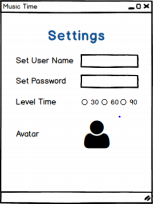 Music Time
Settings
Set User Name
Set Password
Level Time 30 60 90
Avatar